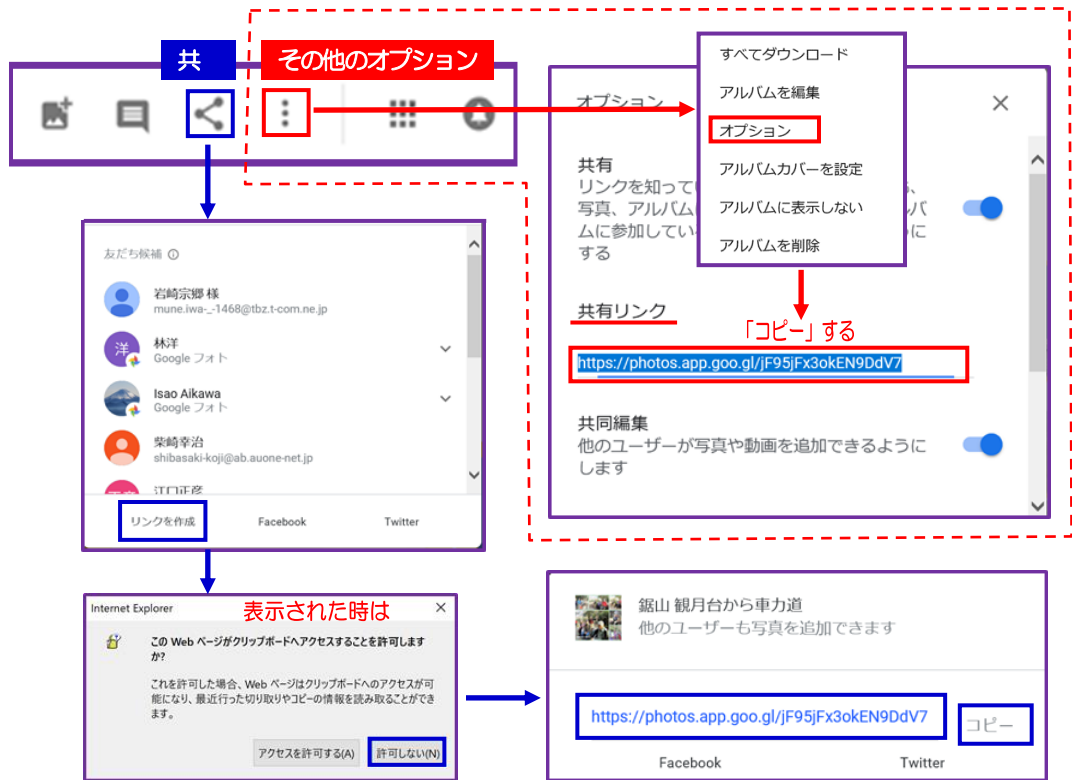 共
その他のオプション
すべてダウンロード
アルバムを編集
オプション
アルバムカバーを設定
アルバムに表示しない
アルバムを削除
オプション
共有
リンクを知って
写真、アルバム
ムに参加してい
する
共有リンク
「コピー」する
https://photos.app.goo.gl/jF95jFx3okEN9DdV7
共同編集
他のユーザーが写真や動画を追加できるように
します
友だち候補
岩崎宗郷 様
mune.iwa-_-1468@tbz.t-com.ne.jp
洋
林洋
Google フォト
Isao Aikawa
Google フォト
柴崎幸治
shibasaki-koji@ab.auone-net.jp
江口正彦
リンクを作成 Facebook Twitter
Internet Explorer
表示された時は
この Web ページがクリップボードへアクセスすることを許可します
か?
これを許可した場合、Web ページはクリップボードへのアクセスが可
能になり、最近行った切り取りやコピーの情報を読み取ることができ
ます。
アクセスを許可する(A) 許可しない(N)
鋸山 観月台から車力道
他のユーザーも写真を追加できます
https://photos.app.goo.gl/jF95jFx3okEN9DdV7
コピー
Facebook Twitter